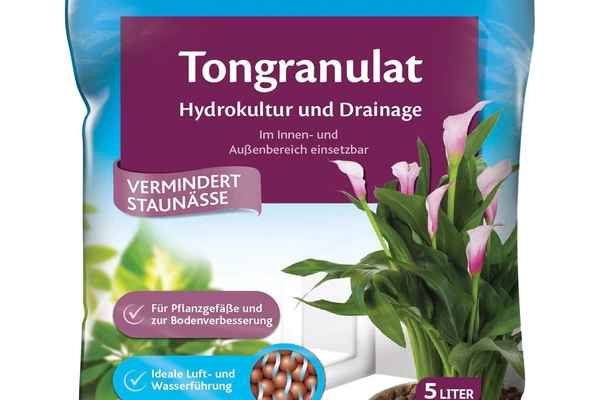 Tongranulat
Hydrokultur und Drainage
Im Innen- und
Außenbereich einsetzbar
VERMINDERT
STAUNÄSSE
Für Pflanzgefäße und
zur Bodenverbesserung
Ideale Luft- und
Wasserführung
5 LITER